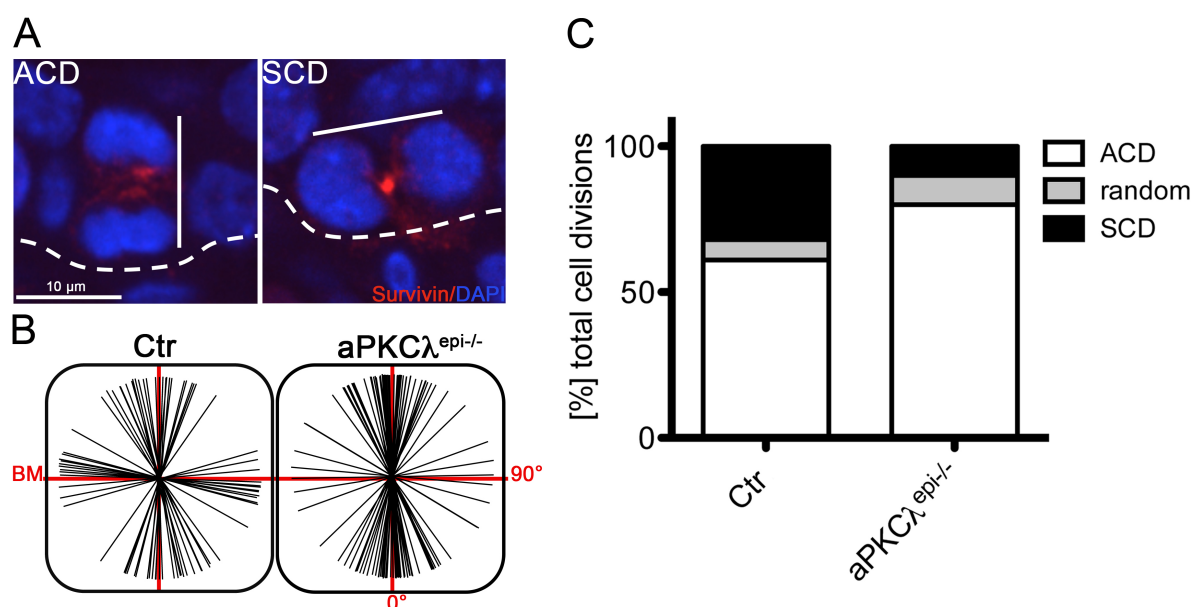 A
ACD
SCD
10 µm
Survivin/DAPI
B
Ctr
aPKCλepi-/-
BM
90°
0°
C
[%] total cell divisions
100
50
0
Ctr
aPKCλepi-/-
ACD
random
SCD